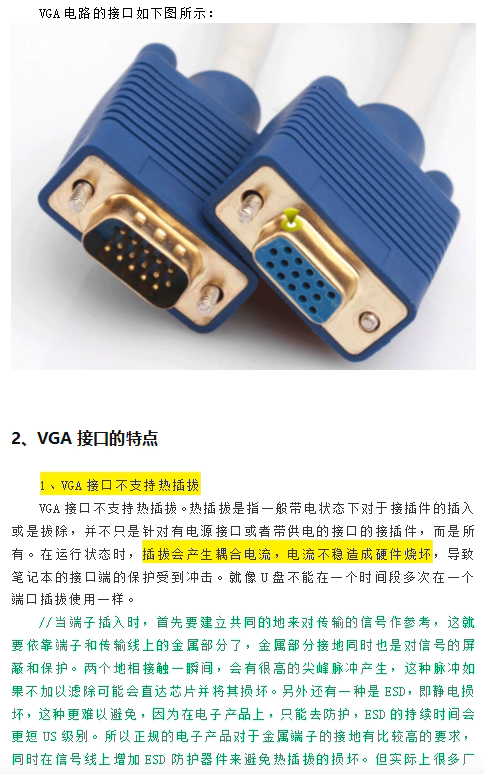 VGA 电路的接口如下图所示：
2、VGA 接口的特点
1、VGA 接口不支持热插拔
VGA 接口不支持热插拔。热插拔是指一般带电状态下对于接插件的插入
或是拔除，并不只是针对有电源接口或者带供电的接口的接插件，而是所
有。在运行状态时，插拔会产生耦合电流，电流不稳造成硬件烧坏，导致
笔记本的接口端的保护受到冲击。就像 U 盘不能在一个时间段多次在一个
端口插拔使用一样。
//当端子插入时，首先要建立共同的地来对传输的信号作参考，这就
要依靠端子和传输线上的金属部分了，金属部分接地同时也是对信号的屏
蔽和保护。两个地相接触一瞬间，会有很高的尖峰脉冲产生，这种脉冲如
果不加以滤除可能会直达芯片并将其损坏。另外还有一种是 ESD，即静电损
坏，这种更难以避免，因为在电子产品上，只能去防护，ESD 的持续时间会
更短 US 级别。所以正规的电子产品对于金属端子的接地有比较高的要求，
同时在信号线上增加 ESD 防护器件来避免热插拔的损坏。但实际上很多厂